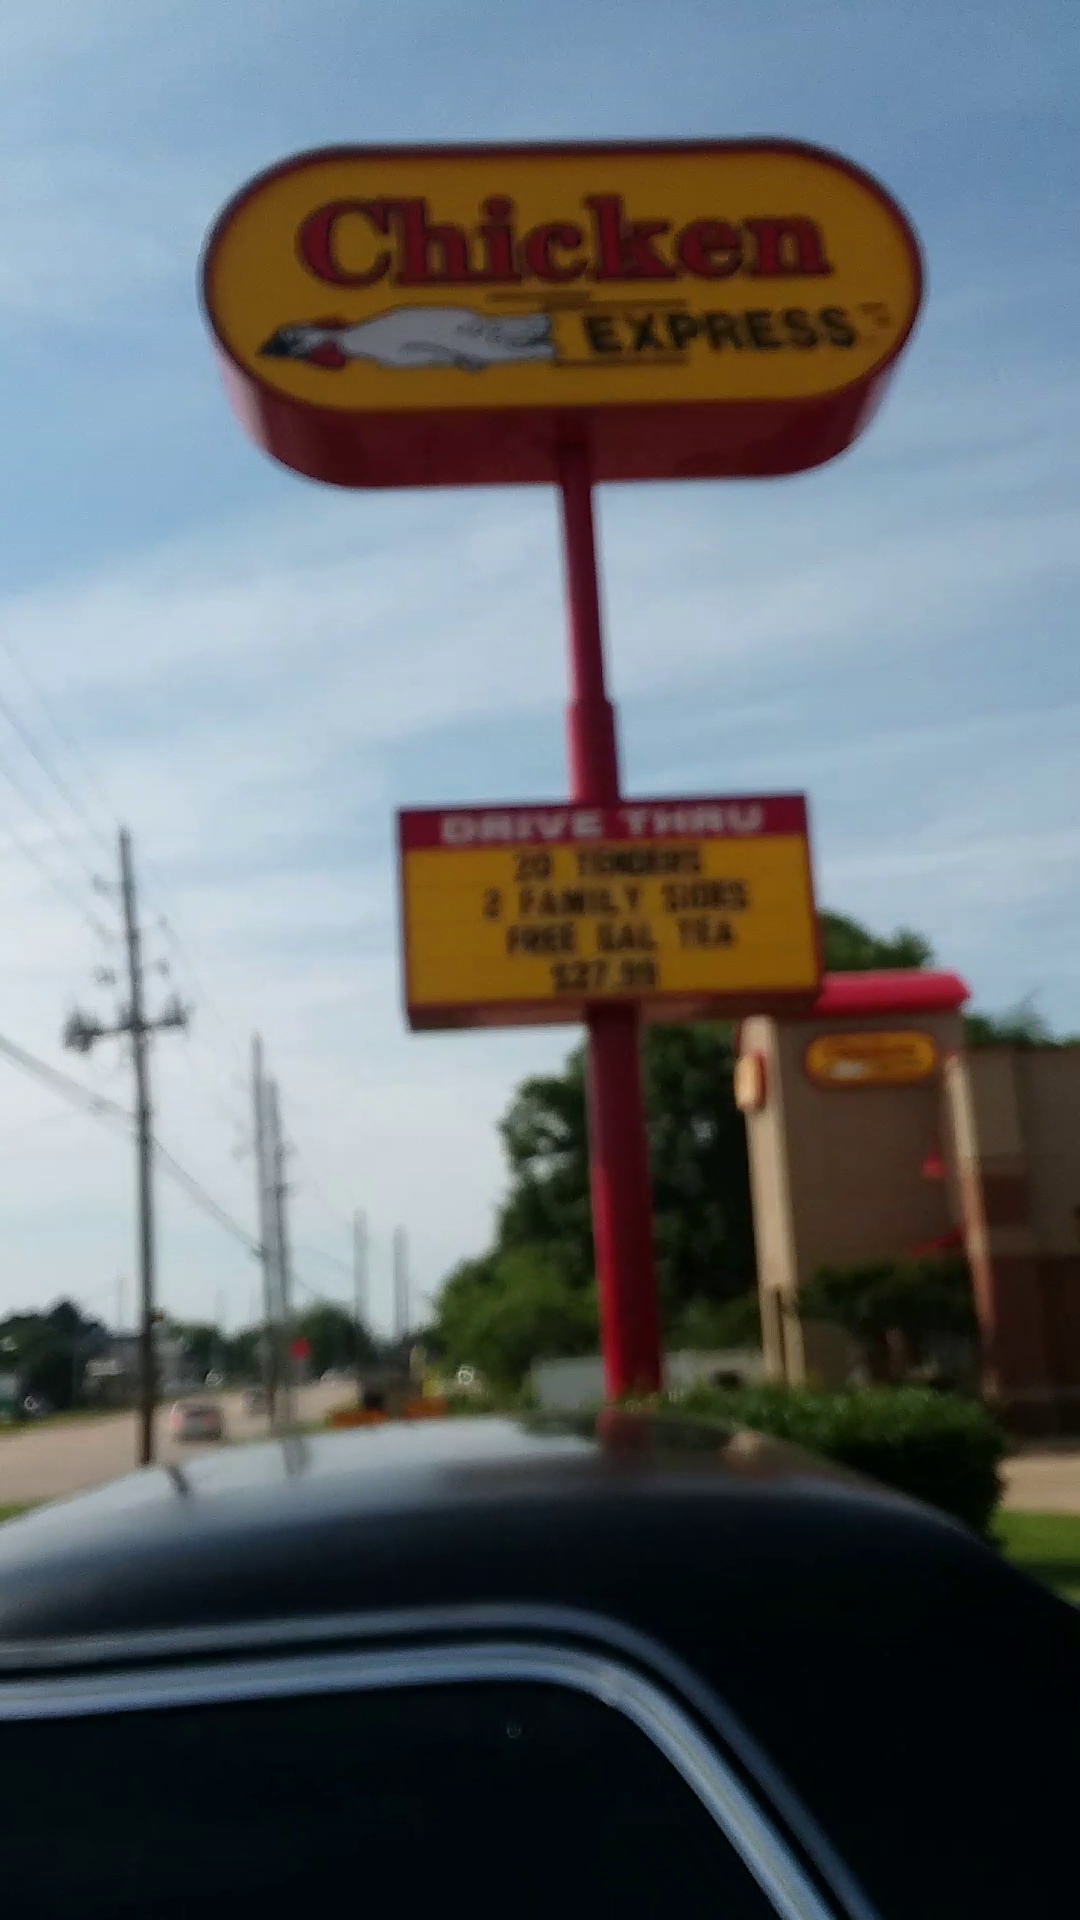 Chicken
EXPRESS
DRIVE THRU
20 TENDERS
2 FAMILY SIDES
FREE GAL TEA
$27.99